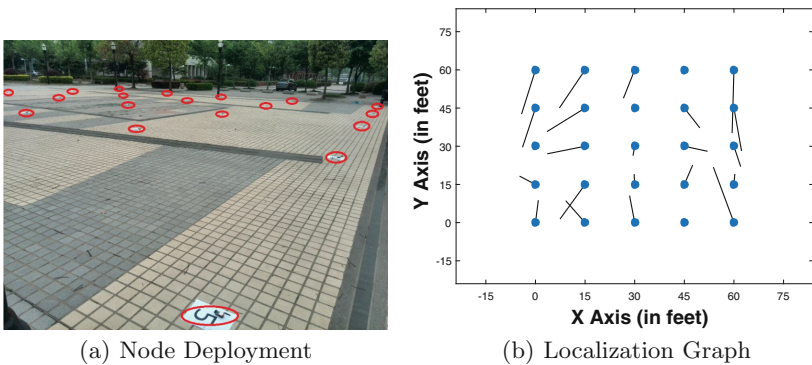 75
60
45
30
15
0
-15
Y Axis (in feet)
-15 0 15 30 45 60 75
X Axis (in feet)
(a) Node Deployment (b) Localization Graph